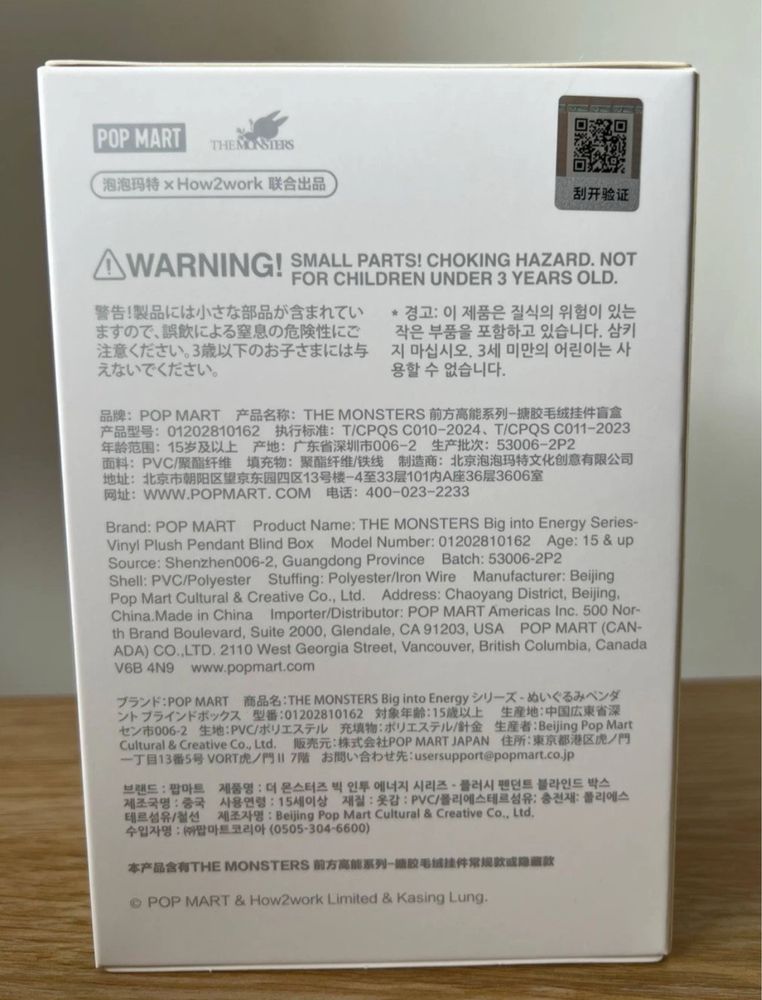 POP MART THE MONSTERS
泡泡玛特 × How2work 联合出品
刮开验证
WARNING! SMALL PARTS! CHOKING HAZARD. NOT
FOR CHILDREN UNDER 3 YEARS OLD.
警告!製品には小さな部品が含まれてい
ますので、誤飲による窒息の危険性にご
注意ください。3歳以下のお子さまには与
えないでください。
* 경고: 이 제품은 질식의 위험이 있는
작은 부품을 포함하고 있습니다. 삼키
지 마십시오. 3세 미만의 어린이는 사
용할 수 없습니다.
品牌: POP MART 产品名称: THE MONSTERS 前方高能系列-搪胶毛绒挂件盲盒
产品型号: 01202810162 执行标准: T/CPQS C010-2024、T/CPQS C011-2023
年龄范围: 15岁及以上 产地: 广东省深圳市006-2 生产批次: 53006-2P2
面料: PVC/聚酯纤维 填充物: 聚酯纤维/铁线 制造商: 北京泡泡玛特文化创意有限公司
地址: 北京市朝阳区望京东园四区13号楼-4至33层101内A座36层3606室
网址: WWW.POPMART. COM 电话: 400-023-2233
Brand: POP MART Product Name: THE MONSTERS Big into Energy Series-
Vinyl Plush Pendant Blind Box Model Number: 01202810162 Age: 15 & up
Source: Shenzhen006-2, Guangdong Province Batch: 53006-2P2
Shell: PVC/Polyester Stuffing: Polyester/Iron Wire Manufacturer: Beijing
Pop Mart Cultural & Creative Co., Ltd. Address: Chaoyang District, Beijing,
China.Made in China Importer/Distributor: POP MART Americas Inc. 500 Nor-
th Brand Boulevard, Suite 2000, Glendale, CA 91203, USA POP MART (CAN-
ADA) CO.,LTD. 2110 West Georgia Street, Vancouver, British Columbia, Canada
V6B 4N9 www.popmart.com
ブランド:POP MART 商品名:THE MONSTERS Big into Energy シリーズ - ぬいぐるみペンダ
ント ブラインドボックス 型番:01202810162 対象年齢:15歳以上 生産地:中国広東省深
セン市006-2 生地:PVC/ポリエステル 充填物:ポリエステル/針金 生産者:Beijing Pop Mart
Cultural & Creative Co., Ltd. 販売元:株式会社POP MART JAPAN 住所:東京都港区虎ノ門
一丁目13番5号 VORT虎ノ門 II 7階 お問い合わせ先:usersupport@popmart.co.jp
브랜드 : 팝마트 제품명 : 더 몬스터즈 빅 인투 에너지 시리즈 - 플러시 펜던트 블라인드 박스
제조국명 : 중국 사용연령 : 15세이상 재질 : 옷감 : PVC/폴리에스테르섬유; 충전재: 폴리에스
테르섬유/철선 제조자명 : Beijing Pop Mart Cultural & Creative Co., Ltd.
수입자명 : ㈜팝마트코리아 (0505-304-6600)
本产品含有THE MONSTERS 前方高能系列-搪胶毛绒挂件常规款或隐藏款
© POP MART & How2work Limited & Kasing Lung.